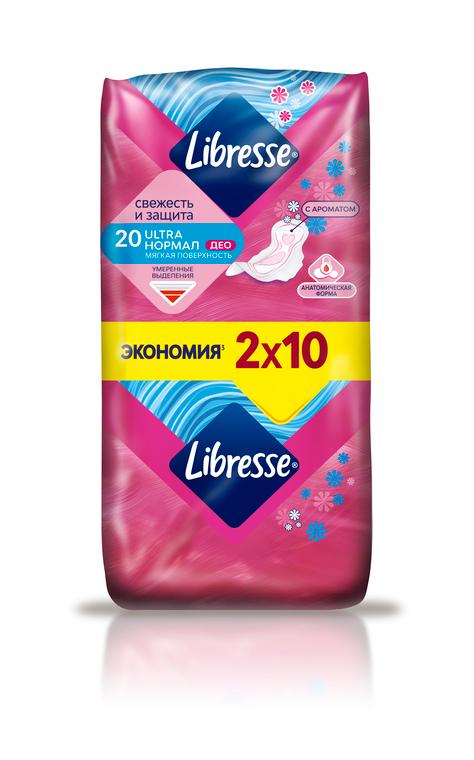 Libresse®
свежесть
и защита
20 ULTRA
НОРМАЛ ДЕО
МЯГКАЯ ПОВЕРХНОСТЬ
УМЕРЕННЫЕ
ВЫДЕЛЕНИЯ
С АРОМАТОМ
АНАТОМИЧЕСКАЯ
ФОРМА
ЭКОНОМИЯ 2x10
Libresse®